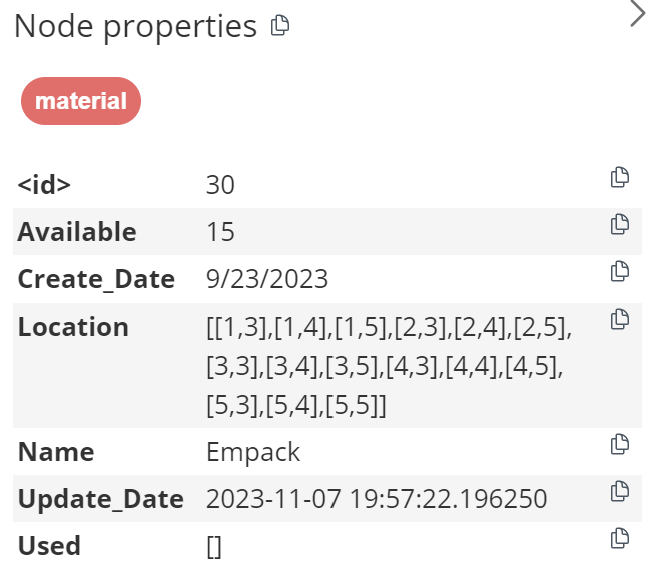 Node properties
material
<id> 30
Available 15
Create_Date 9/23/2023
Location [[1,3],[1,4],[1,5],[2,3],[2,4],[2,5],
[3,3],[3,4],[3,5],[4,3],[4,4],[4,5],
[5,3],[5,4],[5,5]]
Name Empack
Update_Date 2023-11-07 19:57:22.196250
Used []